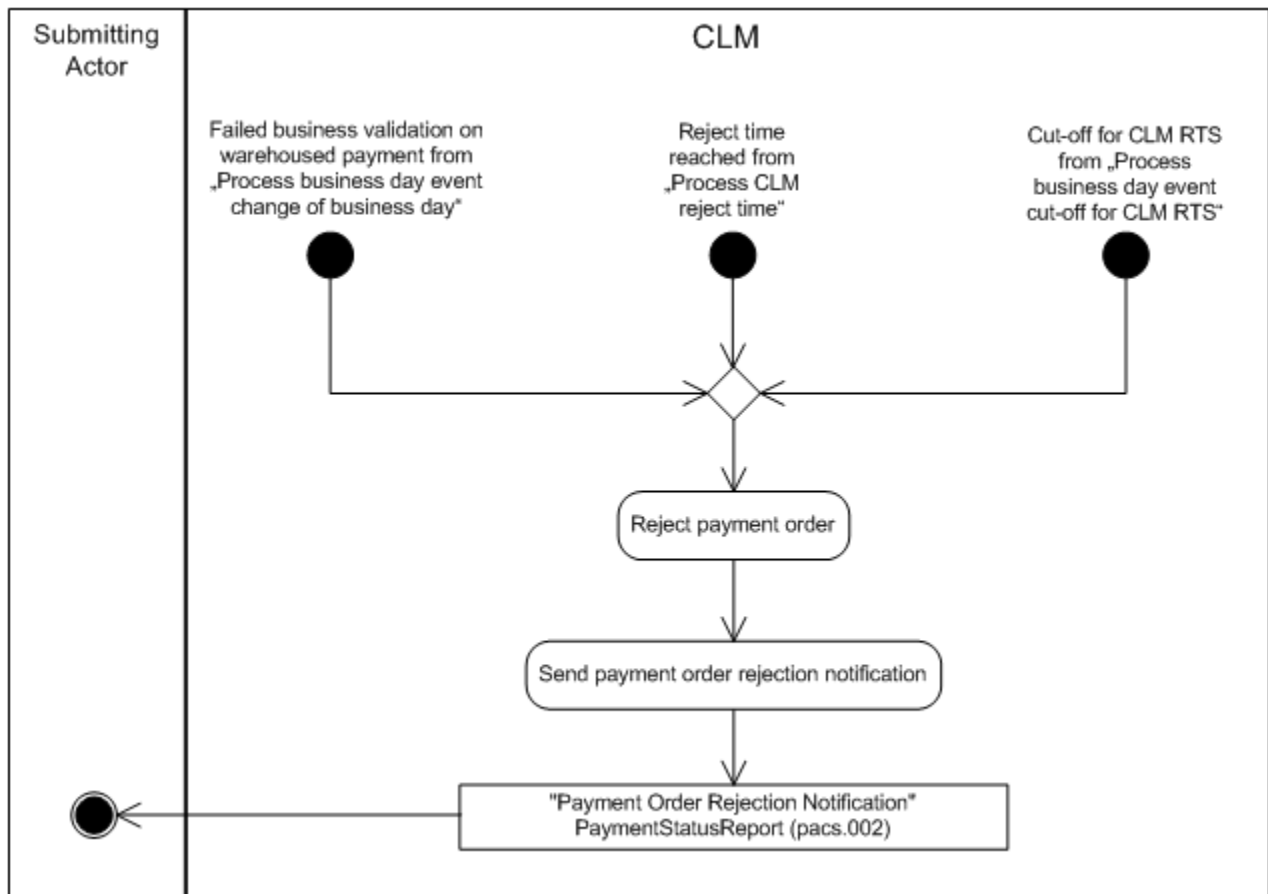 Submitting
Actor
CLM
Failed business validation on
warehoused payment from
„Process business day event
change of business day“
Reject time
reached from
„Process CLM
reject time“
Cut-off for CLM RTS
from „Process
business day event
cut-off for CLM RTS“
Reject payment order
Send payment order rejection notification
"Payment Order Rejection Notification"
PaymentStatusReport (pacs.002)